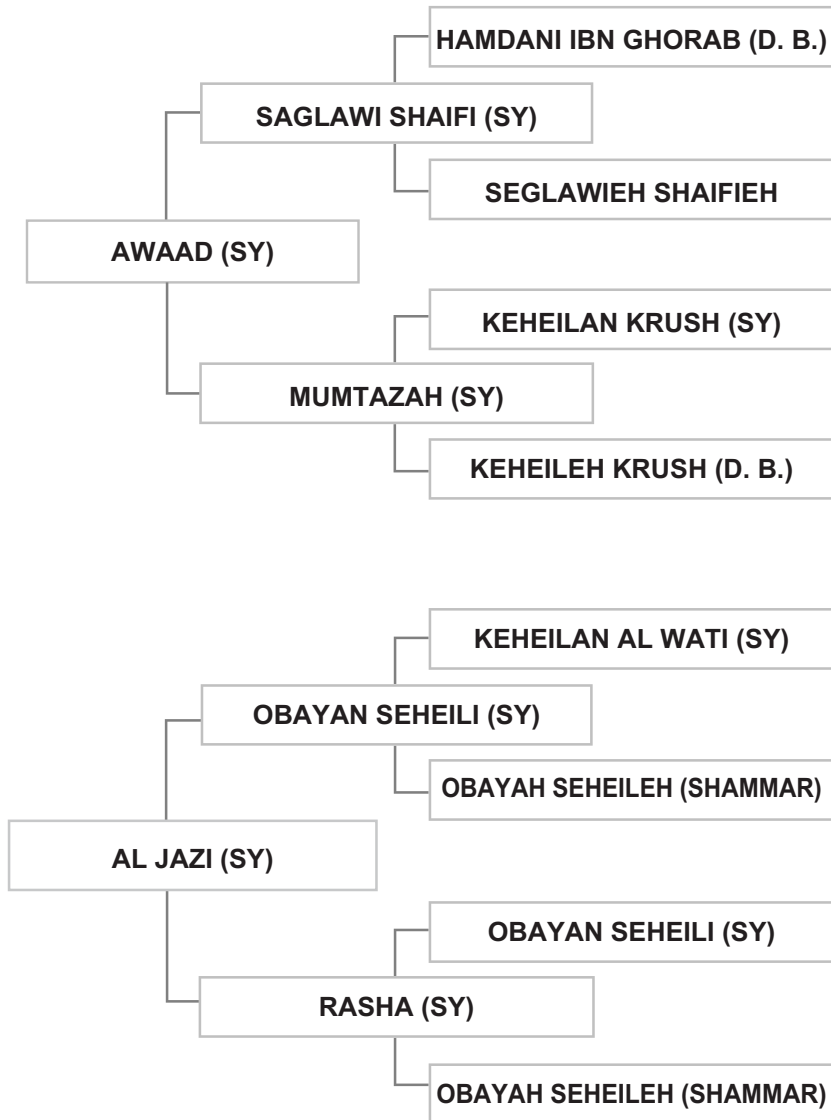 HAMDANI IBN GHORAB (D. B.)
SAGLAWI SHAIFI (SY)
SEGLAWIEH SHAIFIEH
AWAAD (SY)
KEHEILAN KRUSH (SY)
MUMTAZAH (SY)
KEHEILEH KRUSH (D. B.)
KEHEILAN AL WATI (SY)
OBAYAN SEHEILI (SY)
OBAYAH SEHEILEH (SHAMMAR)
AL JAZI (SY)
OBAYAN SEHEILI (SY)
RASHA (SY)
OBAYAH SEHEILEH (SHAMMAR)